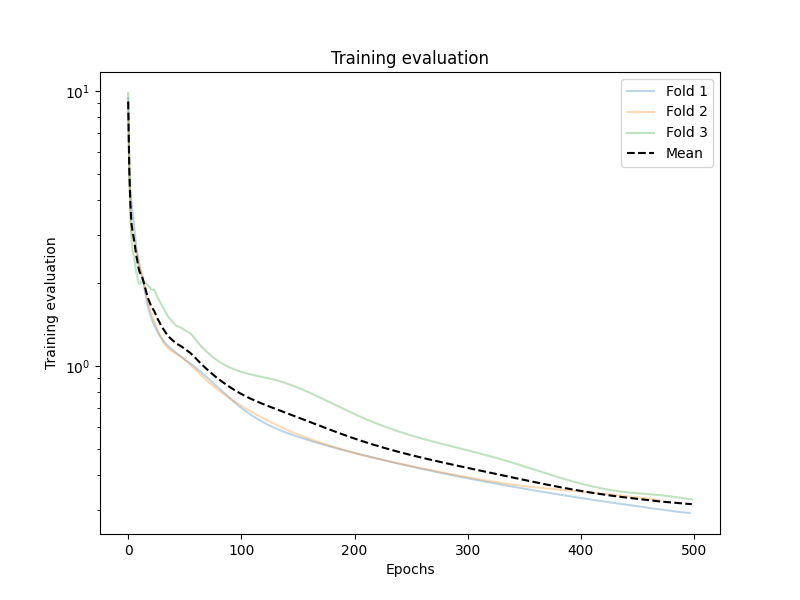 Training evaluation
Fold 1
Fold 2
Fold 3
Mean
Training evaluation
10¹
10⁰
0 100 200 300 400 500
Epochs